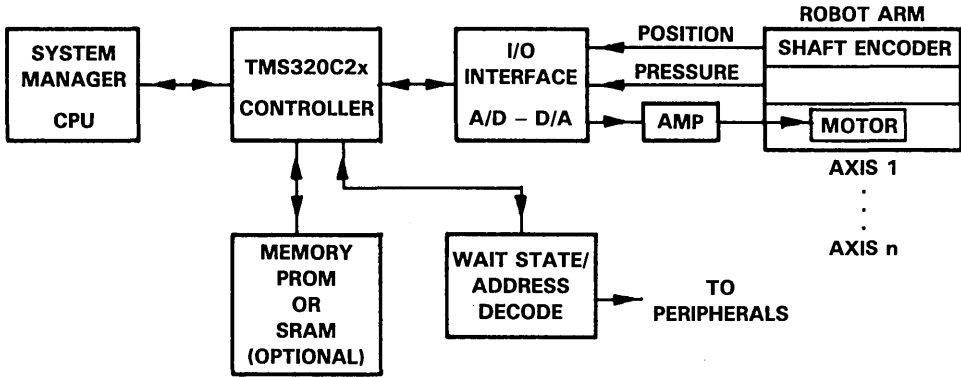 ROBOT ARM
SYSTEM
MANAGER
CPU
TMS320C2x
CONTROLLER
I/O
INTERFACE
A/D – D/A
POSITION
PRESSURE
AMP
SHAFT ENCODER
MOTOR
AXIS 1
.
.
.
AXIS n
MEMORY
PROM
OR
SRAM
(OPTIONAL)
WAIT STATE/
ADDRESS
DECODE
TO
PERIPHERALS